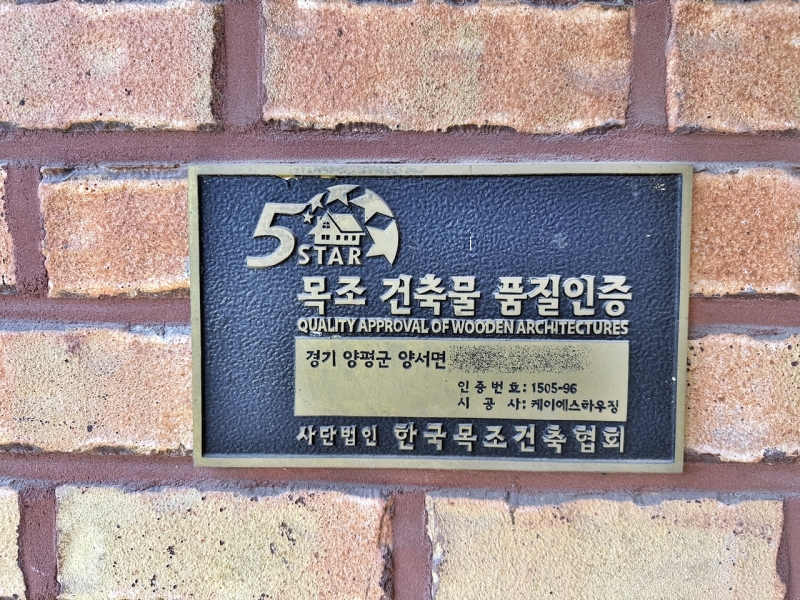 5 STAR
목조 건축물 품질인증
QUALITY APPROVAL OF WOODEN ARCHITECTURES
경기 양평군 양서면
인증번호: 1505-96
시 공 사: 케이에스하우징
사단법인 한국목조건축협회